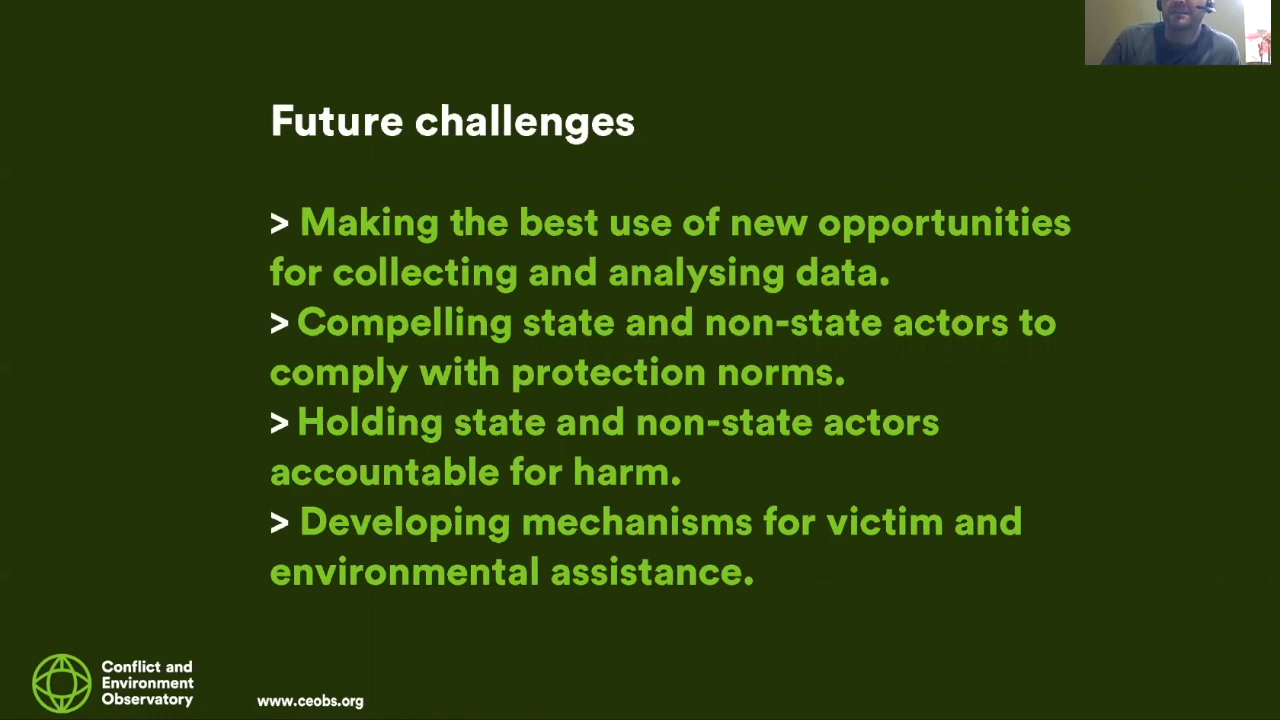 Future challenges
> Making the best use of new opportunities
for collecting and analysing data.
> Compelling state and non-state actors to
comply with protection norms.
> Holding state and non-state actors
accountable for harm.
> Developing mechanisms for victim and
environmental assistance.
Conflict and
Environment
Observatory
www.ceobs.org